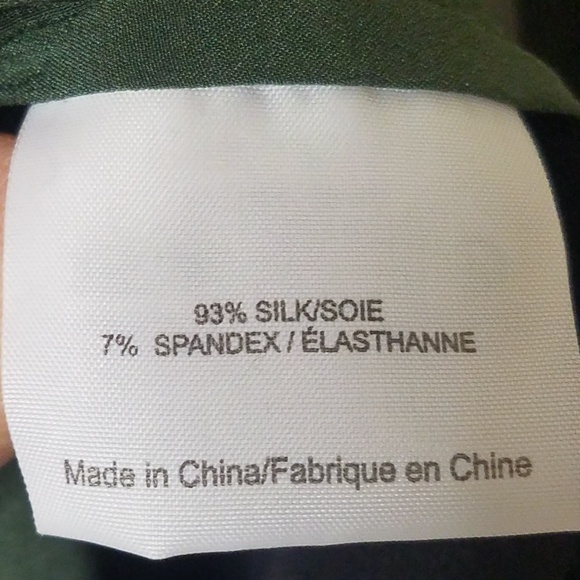 93% SILK/SOIE
7% SPANDEX / ÉLASTHANNE
Made in China/Fabrique en Chine